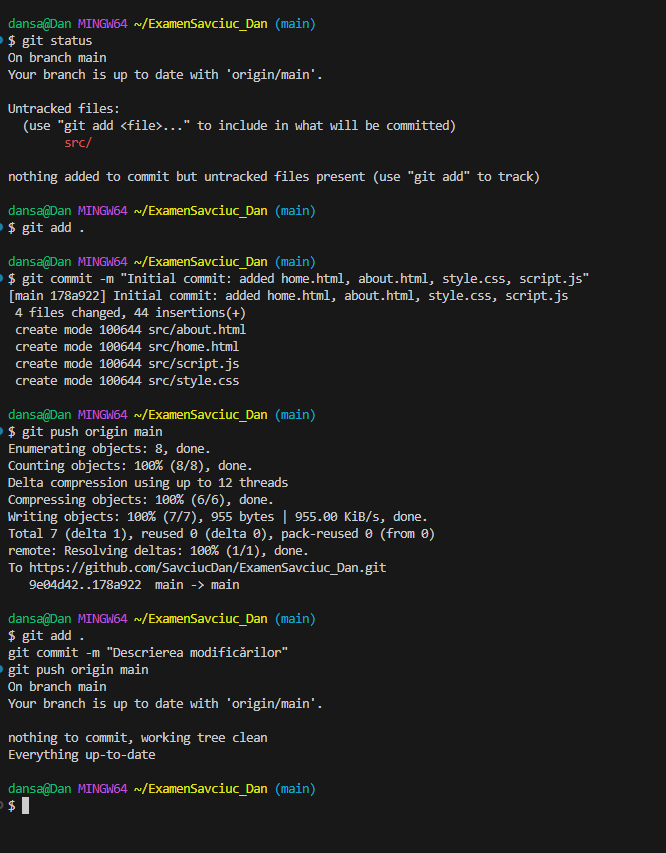 dansa@Dan MINGW64 ~/ExamenSavciuc_Dan (main)
$ git status
On branch main
Your branch is up to date with 'origin/main'.
Untracked files:
  (use "git add <file>..." to include in what will be committed)
        src/
nothing added to commit but untracked files present (use "git add" to track)
dansa@Dan MINGW64 ~/ExamenSavciuc_Dan (main)
$ git add .
dansa@Dan MINGW64 ~/ExamenSavciuc_Dan (main)
$ git commit -m "Initial commit: added home.html, about.html, style.css, script.js"
[main 178a922] Initial commit: added home.html, about.html, style.css, script.js
 4 files changed, 44 insertions(+)
 create mode 100644 src/about.html
 create mode 100644 src/home.html
 create mode 100644 src/script.js
 create mode 100644 src/style.css
dansa@Dan MINGW64 ~/ExamenSavciuc_Dan (main)
$ git push origin main
Enumerating objects: 8, done.
Counting objects: 100% (8/8), done.
Delta compression using up to 12 threads
Compressing objects: 100% (6/6), done.
Writing objects: 100% (7/7), 955 bytes | 955.00 KiB/s, done.
Total 7 (delta 1), reused 0 (delta 0), pack-reused 0 (from 0)
remote: Resolving deltas: 100% (1/1), done.
To https://github.com/SavciucDan/ExamenSavciuc_Dan.git
   9e04d42..178a922  main -> main
dansa@Dan MINGW64 ~/ExamenSavciuc_Dan (main)
$ git add .
git commit -m "Descrierea modificărilor"
git push origin main
On branch main
Your branch is up to date with 'origin/main'.
nothing to commit, working tree clean
Everything up-to-date
dansa@Dan MINGW64 ~/ExamenSavciuc_Dan (main)
$